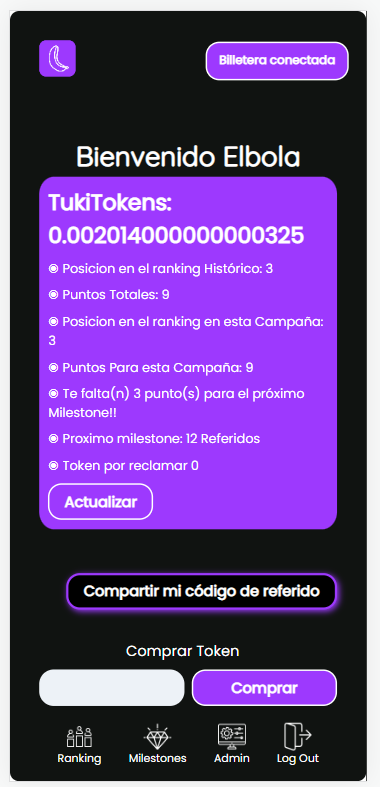 Billetera conectada
Bienvenido Elbola
TukiTokens:
0.002014000000000325
◉ Posicion en el ranking Histórico: 3
◉ Puntos Totales: 9
◉ Posicion en el ranking en esta Campaña:
3
◉ Puntos Para esta Campaña: 9
◉ Te falta(n) 3 punto(s) para el próximo
Milestone!!
◉ Proximo milestone: 12 Referidos
◉ Token por reclamar 0
Actualizar
Compartir mi código de referido
Comprar Token
Comprar
Ranking Milestones Admin Log Out